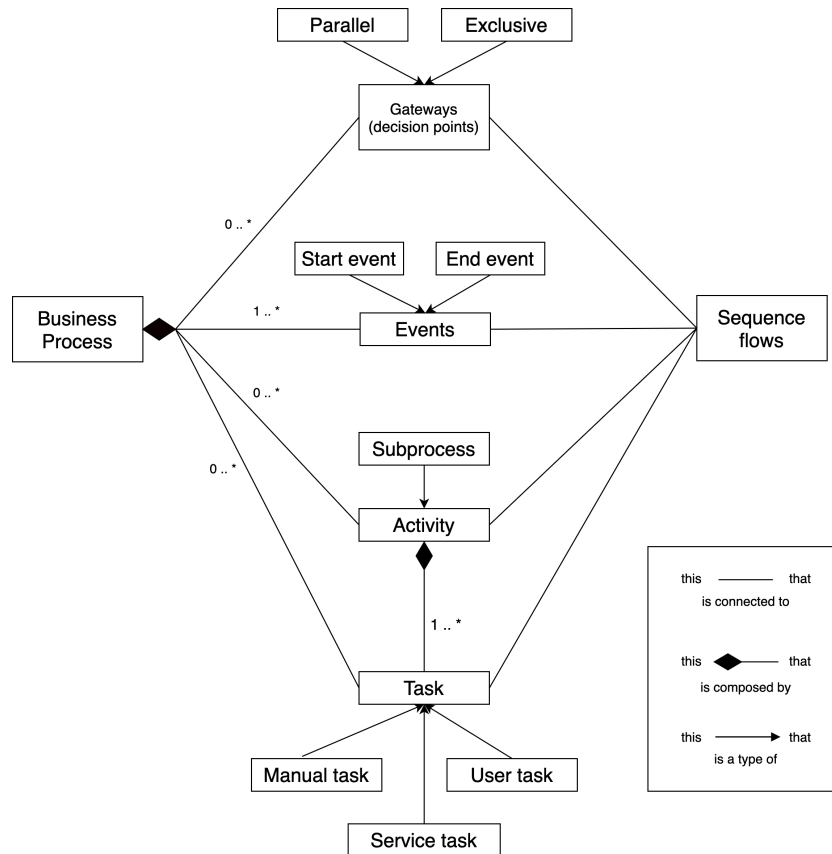 Parallel
Exclusive
Gateways
(decision points)
0 .. *
Start event
End event
Business
Process
1 .. *
Events
Sequence
flows
0 .. *
Subprocess
0 .. *
Activity
this
that
is connected to
1 .. *
this
that
is composed by
Task
this
that
is a type of
Manual task
User task
Service task